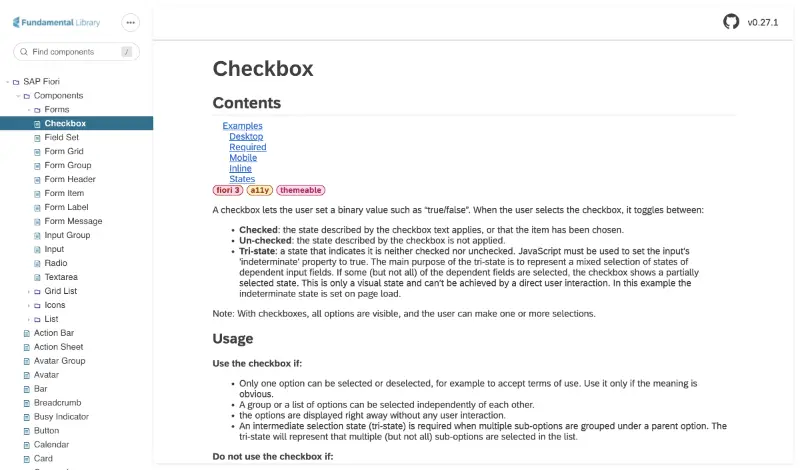 Fundamental Library
Find components
/
SAP Fiori
Components
Forms
Checkbox
Field Set
Form Grid
Form Group
Form Header
Form Item
Form Label
Form Message
Input Group
Input
Radio
Textarea
Grid List
Icons
List
Action Bar
Action Sheet
Avatar Group
Avatar
Bar
Breadcrumb
Busy Indicator
Button
Calendar
Card
v0.27.1
Checkbox
Contents
Examples
Desktop
Required
Mobile
Inline
States
fiori 3 a11y themeable
A checkbox lets the user set a binary value such as “true/false”. When the user selects the checkbox, it toggles between:
• Checked: the state described by the checkbox text applies, or that the item has been chosen.
• Un-checked: the state described by the checkbox is not applied.
• Tri-state: a state that indicates it is neither checked nor unchecked. JavaScript must be used to set the input’s
‘indeterminate’ property to true. The main purpose of the tri-state is to represent a mixed selection of states of
dependent input fields. If some (but not all) of the dependent fields are selected, the checkbox shows a partially
selected state. This is only a visual state and can’t be achieved by a direct user interaction. In this example the
indeterminate state is set on page load.
Note: With checkboxes, all options are visible, and the user can make one or more selections.
Usage
Use the checkbox if:
• Only one option can be selected or deselected, for example to accept terms of use. Use it only if the meaning is
obvious.
• A group or a list of options can be selected independently of each other.
• the options are displayed right away without any user interaction.
• An intermediate selection state (tri-state) is required when multiple sub-options are grouped under a parent option. The
tri-state will represent that multiple (but not all) sub-options are selected in the list.
Do not use the checkbox if: